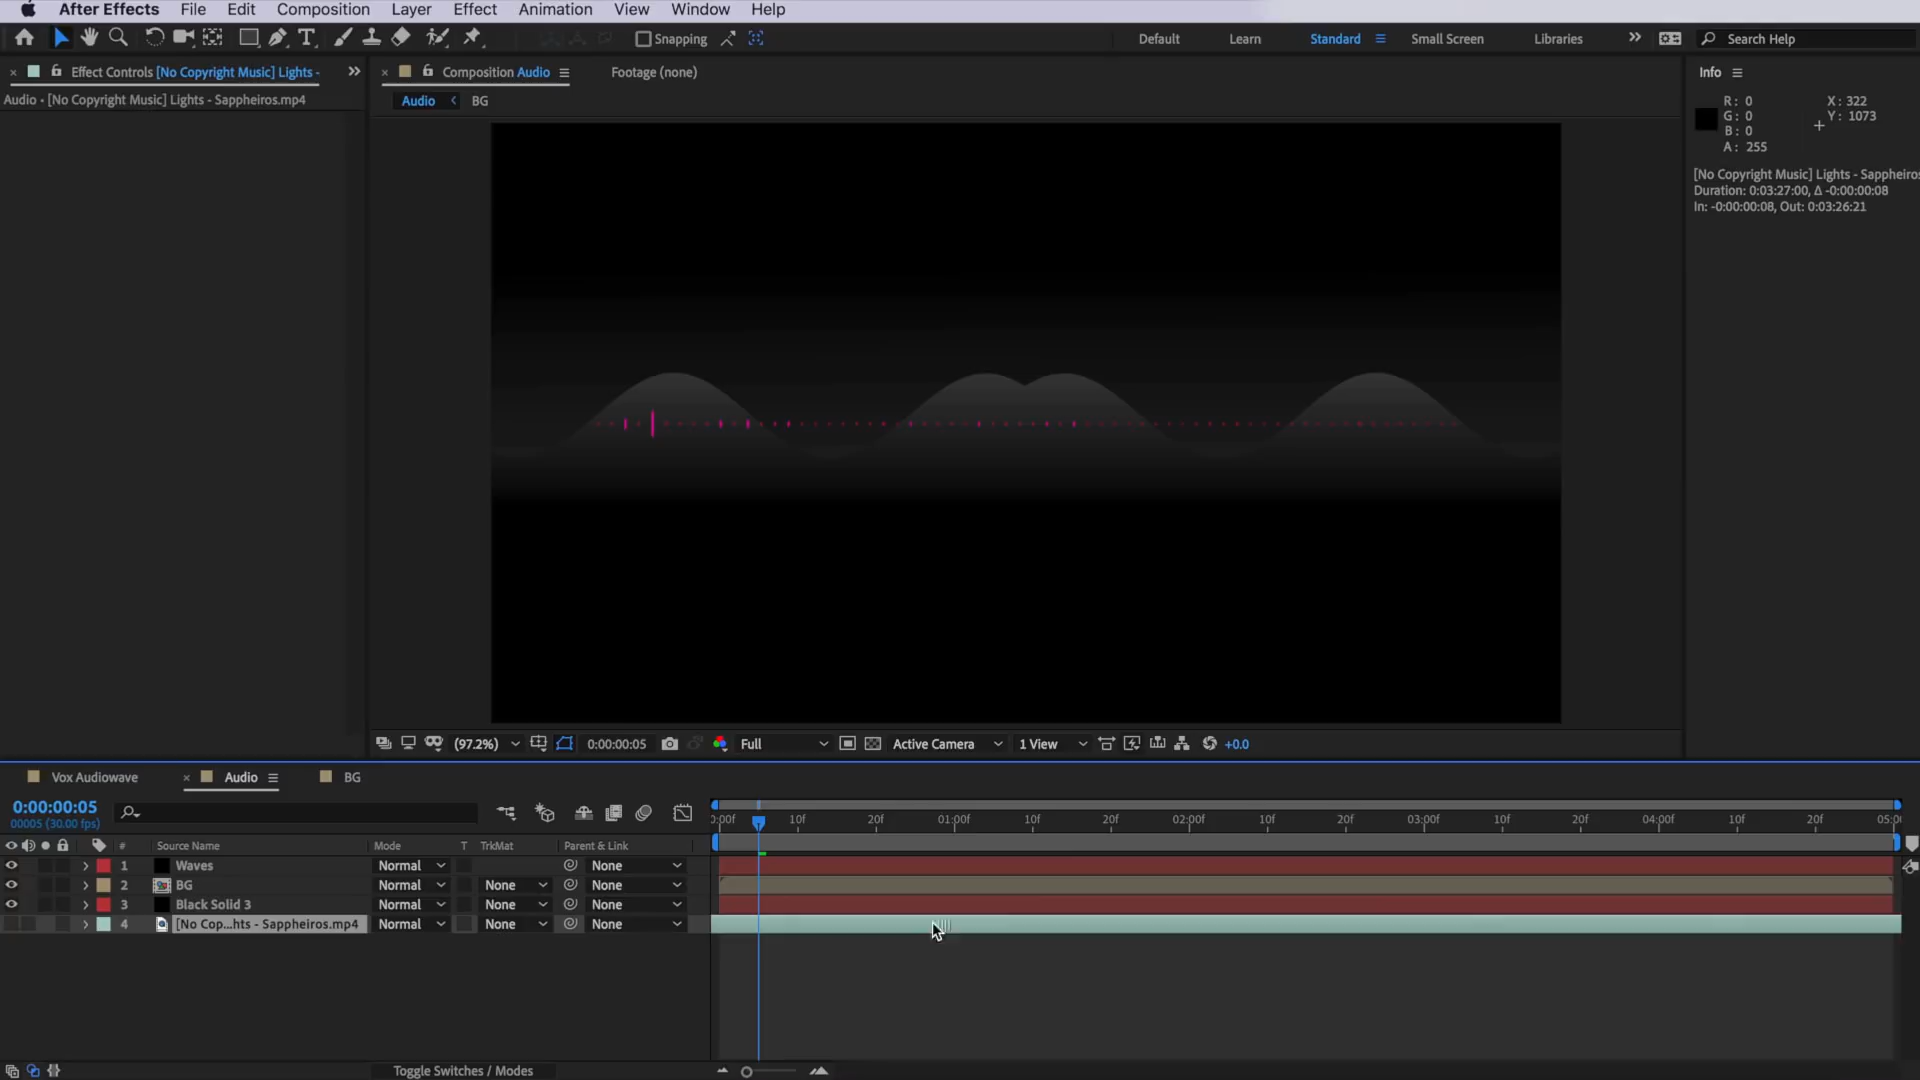 After Effects File Edit Composition Layer Effect Animation View Window Help
Snapping Default Learn Standard Small Screen Libraries Search Help
Effect Controls [No Copyright Music] Lights - Composition Audio Footage (none) Info
Audio • [No Copyright Music] Lights - Sappheiros.mp4
Audio BG
R: 0 X: 322
G: 0 Y: 1073
B: 0
A: 255
[No Copyright Music] Lights - Sappheiros
Duration: 0:03:27:00, Δ -0:00:00:08
In: -0:00:00:08, Out: 0:03:26:21
(97.2%) 0:00:00:05 Full Active Camera 1 View +0.0
Vox Audiowave Audio BG
0:00:00:05
00005 (30.00 fps)
0:00f 10f 20f 01:00f 10f 20f 02:00f 10f 20f 03:00f 10f 20f 04:00f 10f 20f 05:00
# Source Name Mode T TrkMat Parent & Link
1 Waves Normal None
2 BG Normal None None
3 Black Solid 3 Normal None None
4 [No Cop...hts - Sappheiros.mp4 Normal None None
Toggle Switches / Modes